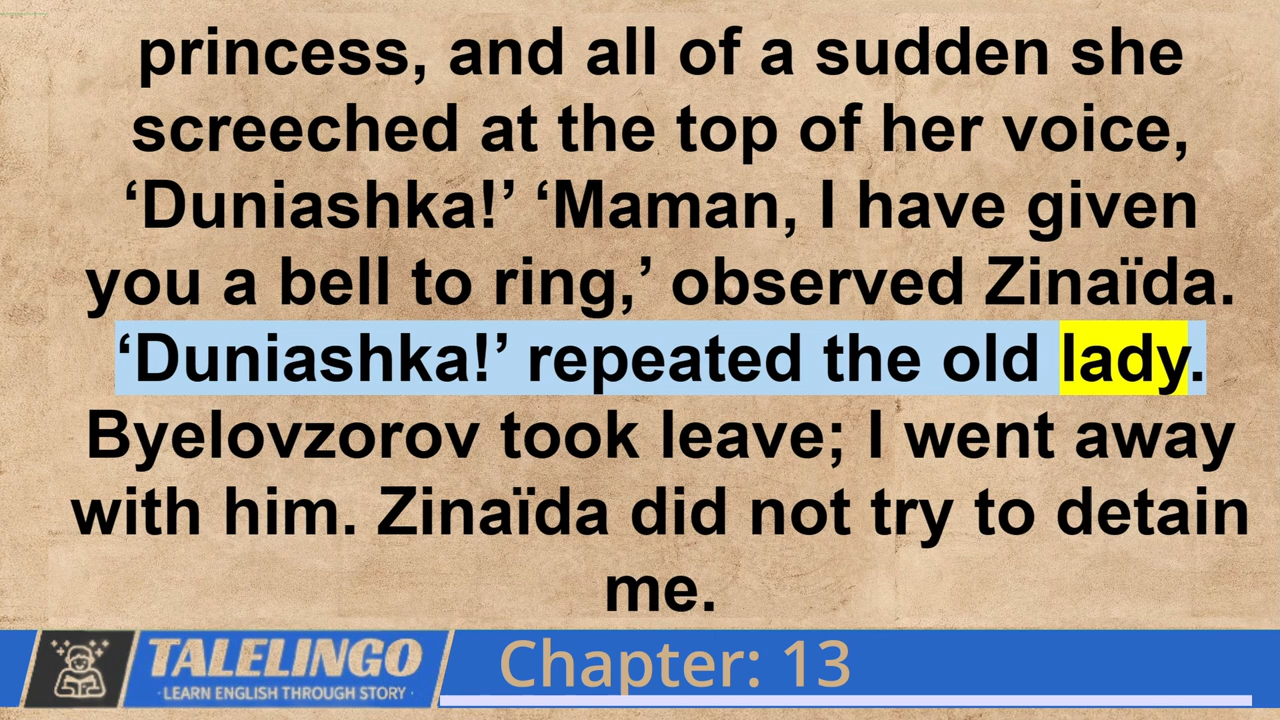 princess, and all of a sudden she
screeched at the top of her voice,
‘Duniashka!’ ‘Maman, I have given
you a bell to ring,’ observed Zinaïda.
‘Duniashka!’ repeated the old lady.
Byelovzorov took leave; I went away
with him. Zinaïda did not try to detain
me.
TALELINGO
·LEARN ENGLISH THROUGH STORY·
Chapter: 13